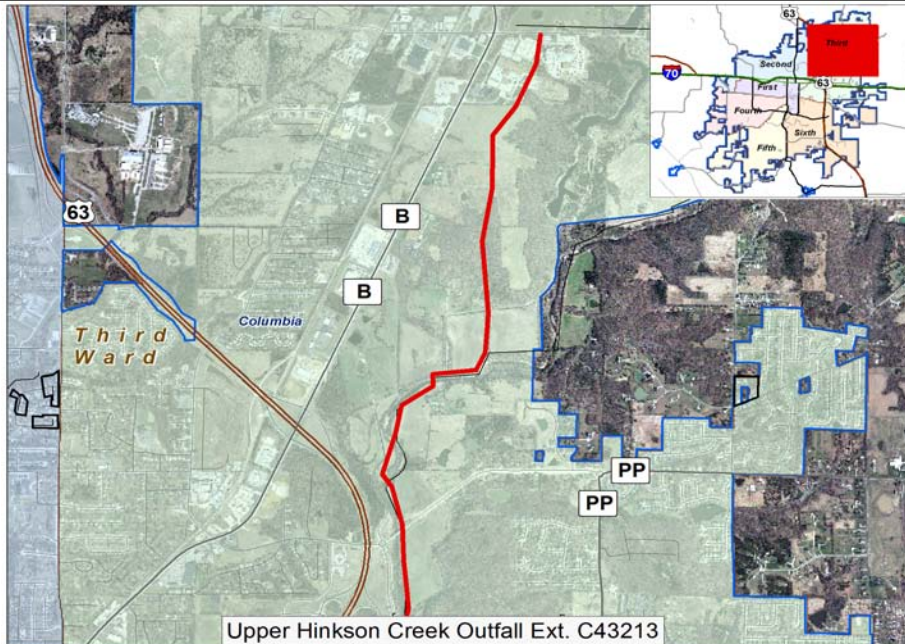 63
Third
Second
70
63
First
Fourth
Sixth
Fifth
63
B
B
Columbia
Third
Ward
PP
PP
Upper Hinkson Creek Outfall Ext. C43213